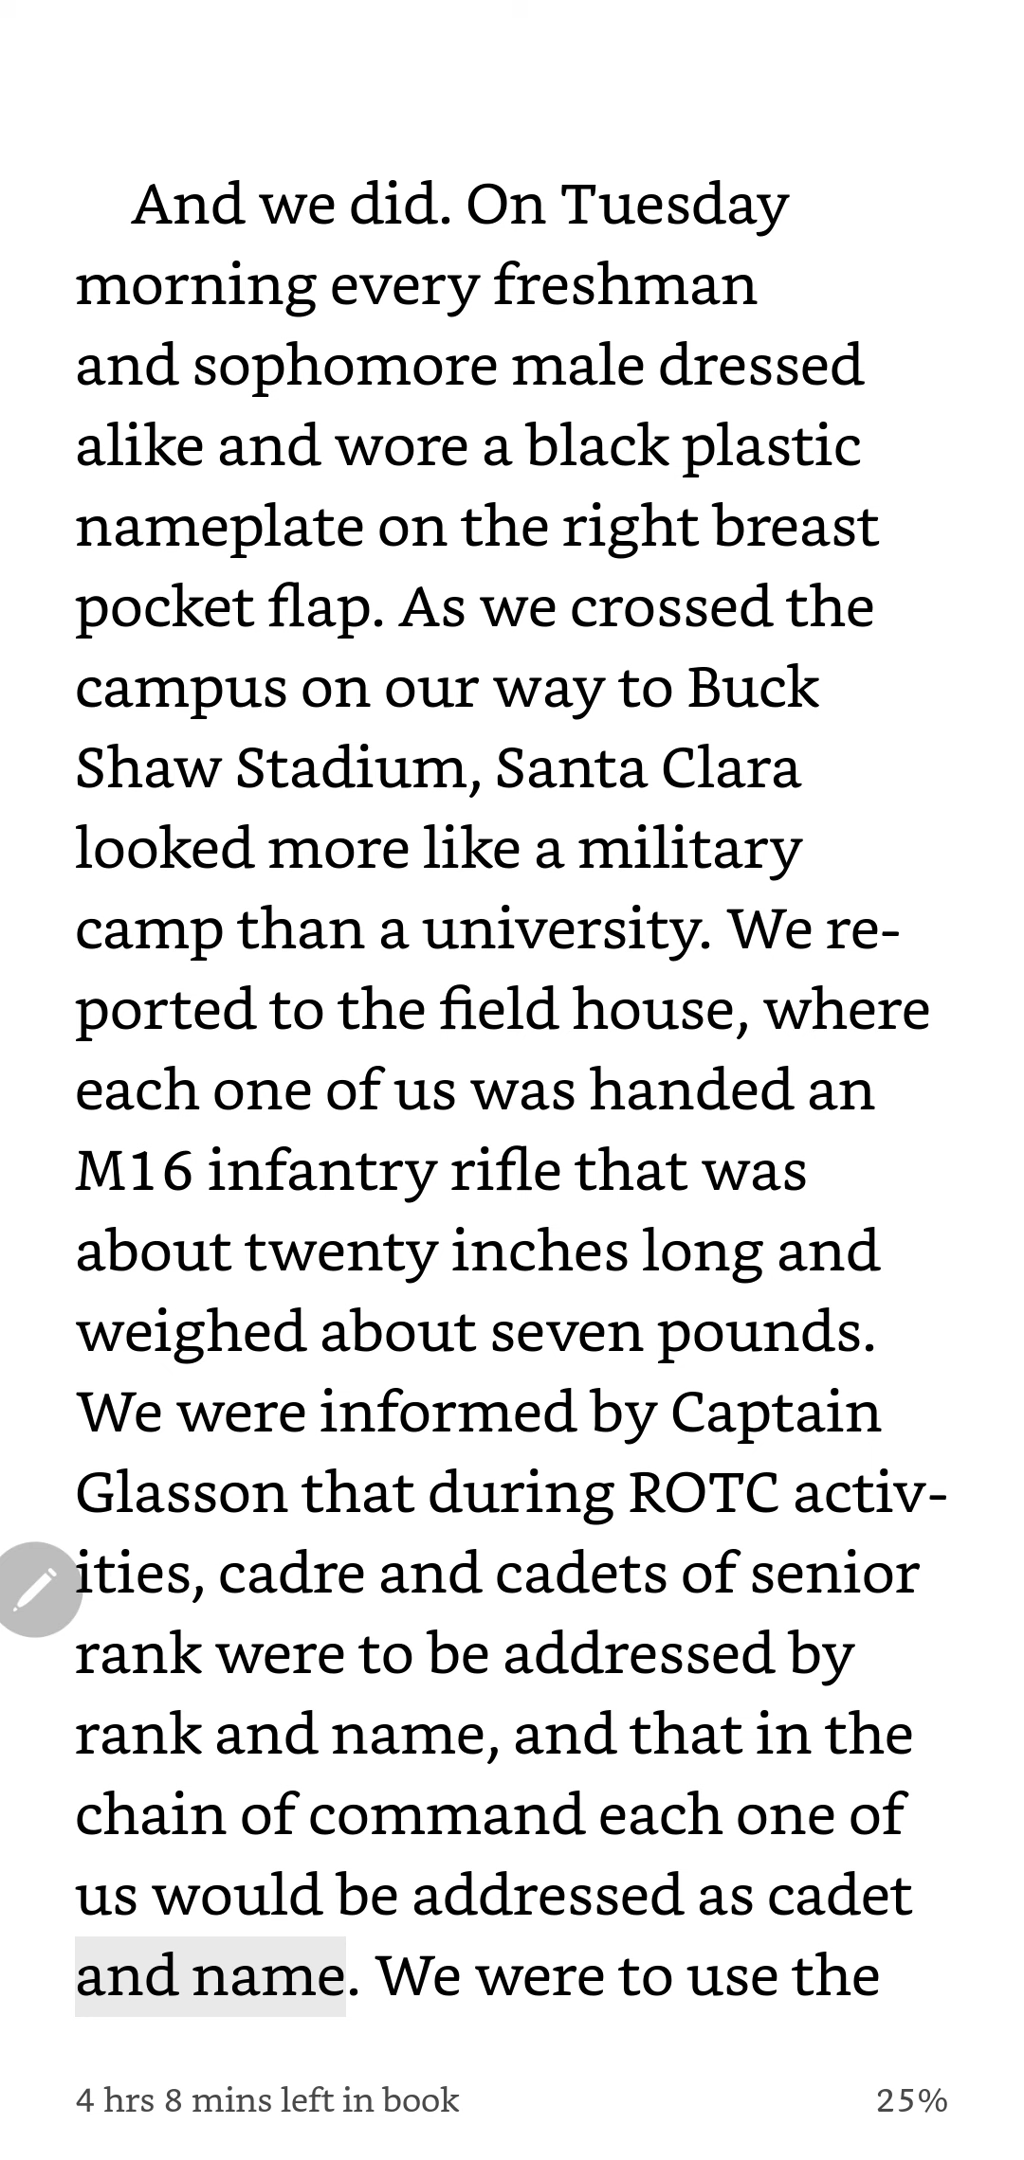 And we did. On Tuesday
morning every freshman
and sophomore male dressed
alike and wore a black plastic
nameplate on the right breast
pocket flap. As we crossed the
campus on our way to Buck
Shaw Stadium, Santa Clara
looked more like a military
camp than a university. We re-
ported to the field house, where
each one of us was handed an
M16 infantry rifle that was
about twenty inches long and
weighed about seven pounds.
We were informed by Captain
Glasson that during ROTC activ-
ities, cadre and cadets of senior
rank were to be addressed by
rank and name, and that in the
chain of command each one of
us would be addressed as cadet
and name. We were to use the
4 hrs 8 mins left in book 25%